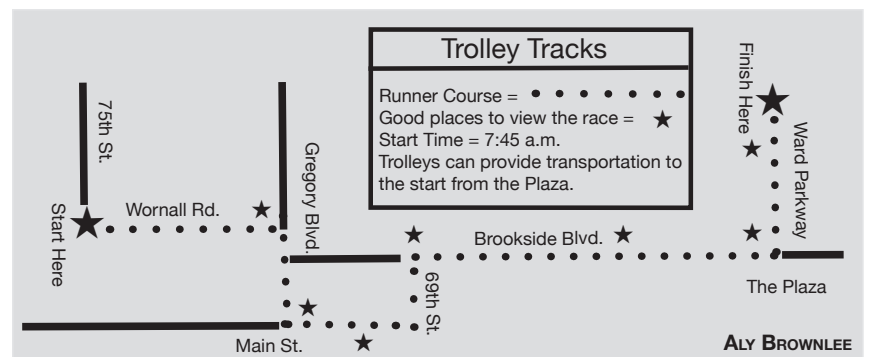 Trolley Tracks
Runner Course =
Good places to view the race =
Start Time = 7:45 a.m.
Trolleys can provide transportation to
the start from the Plaza.
75th St.
Start Here
Wornall Rd.
Gregory Blvd.
Main St.
69th St.
Brookside Blvd.
Finish Here
Ward Parkway
The Plaza
ALY BROWNLEE